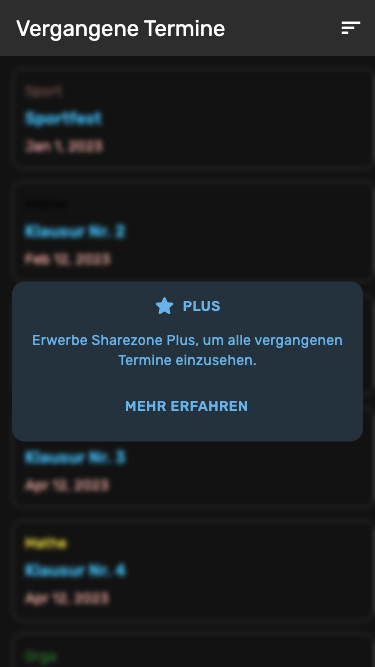 Vergangene Termine
Sport
Sportfest
Jan 1, 2023
Mathe
Klausur Nr. 2
Feb 12, 2023
PLUS
Erwerbe Sharezone Plus, um alle vergangenen
Termine einzusehen.
MEHR ERFAHREN
Klausur Nr. 3
Apr 12, 2023
Mathe
Klausur Nr. 4
Apr 12, 2023
Orga